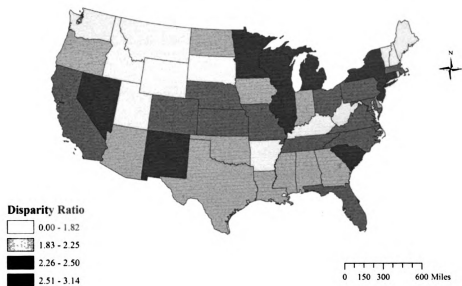 N
Disparity Ratio
0.00 - 1.82
1.83 - 2.25
2.26 - 2.50
2.51 - 3.14
0 150 300 600 Miles